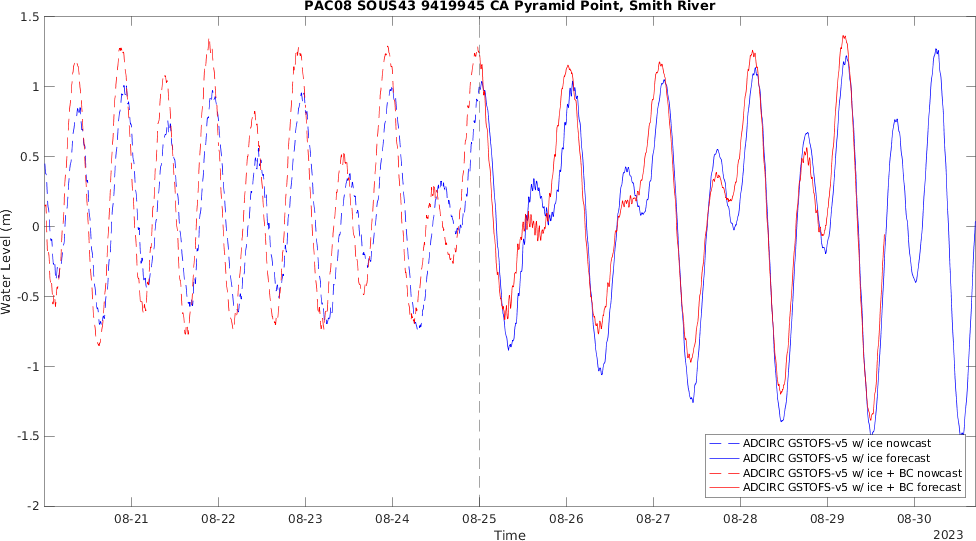 PAC08 SOUS43 9419945 CA Pyramid Point, Smith River
1.5
1
0.5
0
-0.5
-1
-1.5
-2
Water Level (m)
08-21 08-22 08-23 08-24 08-25 08-26 08-27 08-28 08-29 08-30
Time
2023
ADCIRC GSTOFS-v5 w/ ice nowcast
ADCIRC GSTOFS-v5 w/ ice forecast
ADCIRC GSTOFS-v5 w/ ice + BC nowcast
ADCIRC GSTOFS-v5 w/ ice + BC forecast